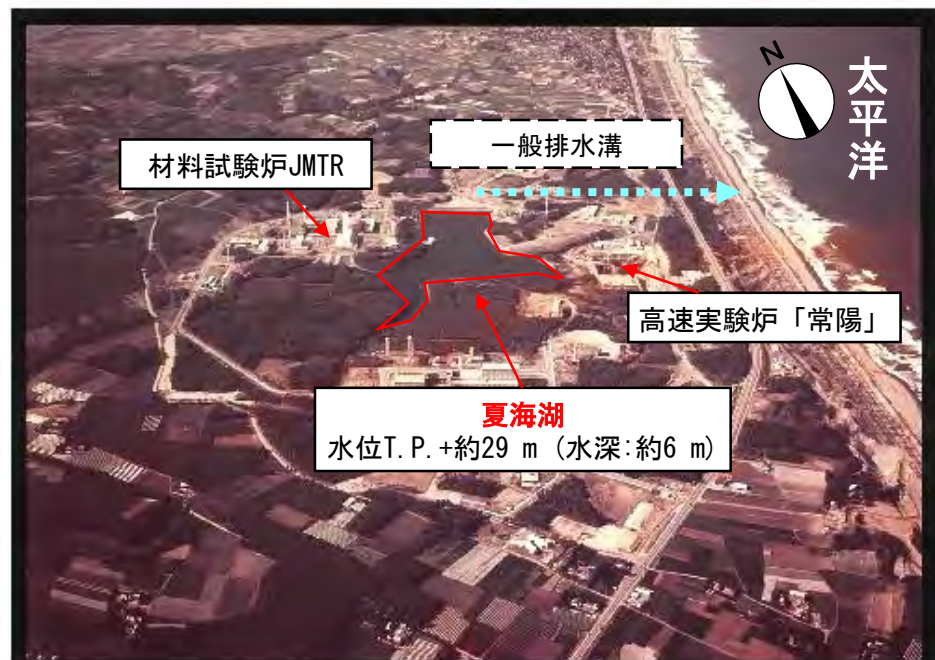 N
太平洋
一般排水溝
材料試験炉JMTR
高速実験炉「常陽」
夏海湖
水位T.P.+約29 m (水深:約6 m)